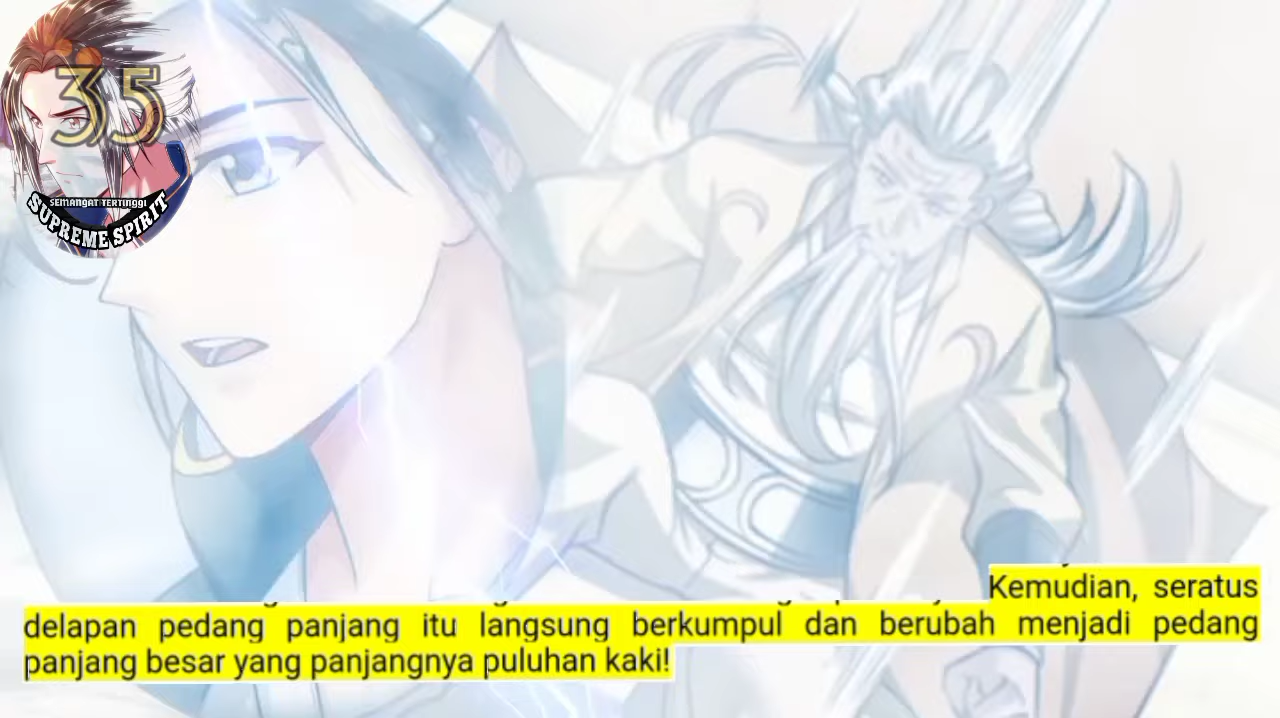 35
SEMANGAT TERTINGGI
SUPREME SPIRIT
Kemudian, seratus
delapan pedang panjang itu langsung berkumpul dan berubah menjadi pedang
panjang besar yang panjangnya puluhan kaki!